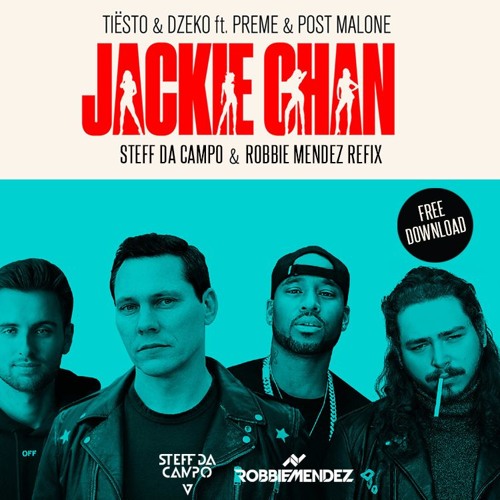 TIËSTO & DZEKO ft. PREME & POST MALONE
JACKIE CHAN
STEFF DA CAMPO & ROBBIE MENDEZ REFIX
FREE
DOWNLOAD
OFF
STEFF DA
CAMPO
ROBBIEMENDEZ